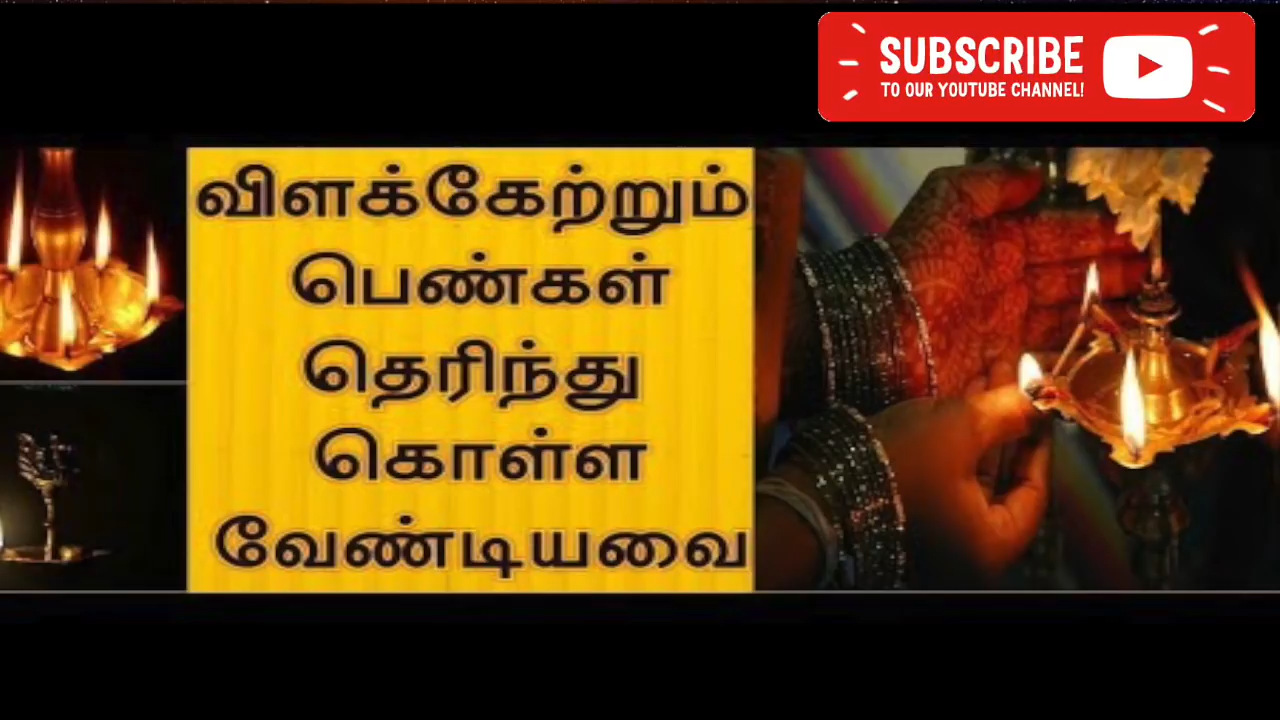 SUBSCRIBE
TO OUR YOUTUBE CHANNEL!
விளக்கேற்றும்
பெண்கள்
தெரிந்து
கொள்ள
வேண்டியவை